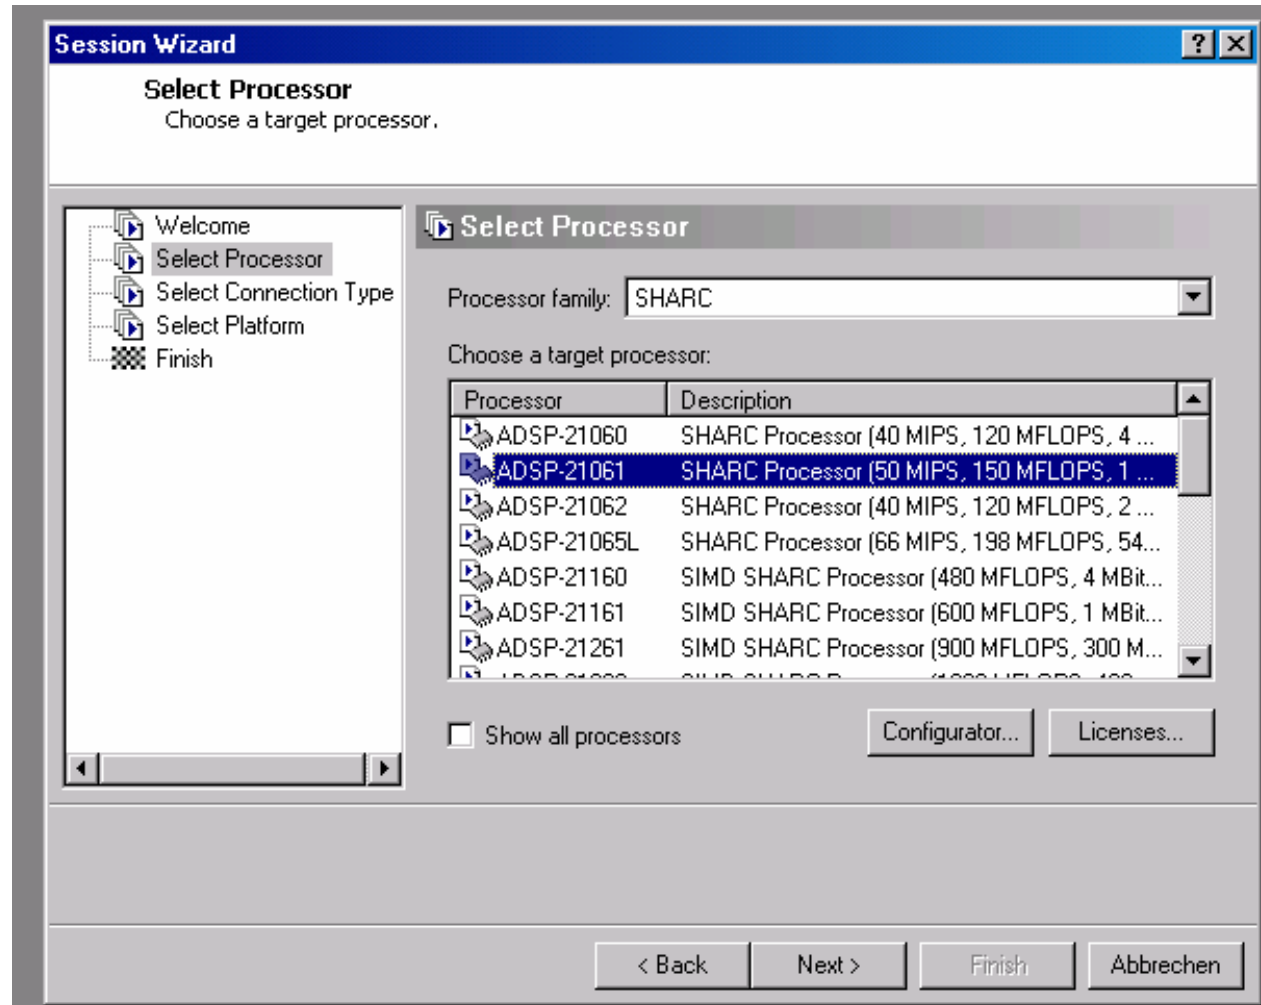 Session Wizard
Select Processor
Choose a target processor.
Welcome
Select Processor
Select Connection Type
Select Platform
Finish
Select Processor
Processor family: SHARC
Choose a target processor:
Processor Description
ADSP-21060 SHARC Processor (40 MIPS, 120 MFLOPS, 4 ...
ADSP-21061 SHARC Processor (50 MIPS, 150 MFLOPS, 1 ...
ADSP-21062 SHARC Processor (40 MIPS, 120 MFLOPS, 2 ...
ADSP-21065L SHARC Processor (66 MIPS, 198 MFLOPS, 54...
ADSP-21160 SIMD SHARC Processor (480 MFLOPS, 4 MBit...
ADSP-21161 SIMD SHARC Processor (600 MFLOPS, 1 MBit...
ADSP-21261 SIMD SHARC Processor (900 MFLOPS, 300 M...
Show all processors
Configurator... Licenses...
< Back Next > Finish Abbrechen